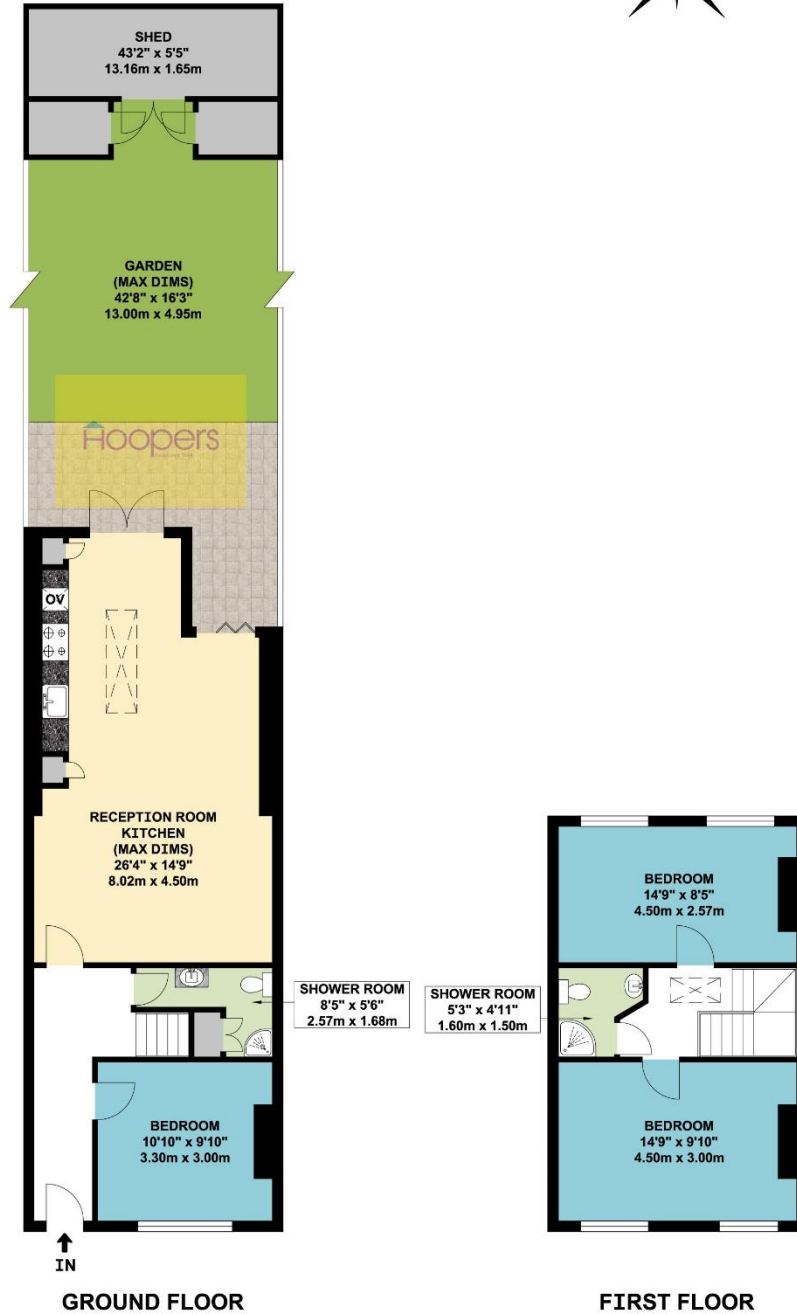 SHED
43'2" x 5'5"
13.16m x 1.65m
GARDEN
(MAX DIMS)
42'8" x 16'3"
13.00m x 4.95m
Hoopers
OV
RECEPTION ROOM
KITCHEN
(MAX DIMS)
26'4" x 14'9"
8.02m x 4.50m
SHOWER ROOM
8'5" x 5'6"
2.57m x 1.68m
BEDROOM
10'10" x 9'10"
3.30m x 3.00m
IN
GROUND FLOOR
BEDROOM
14'9" x 8'5"
4.50m x 2.57m
SHOWER ROOM
5'3" x 4'11"
1.60m x 1.50m
BEDROOM
14'9" x 9'10"
4.50m x 3.00m
FIRST FLOOR